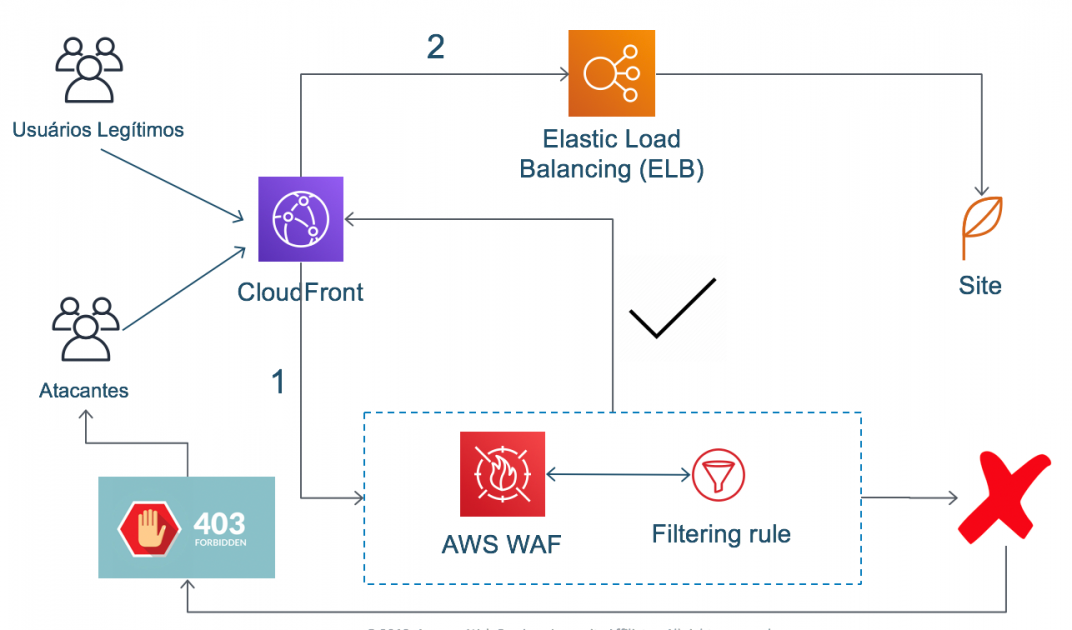 2
Usuários Legítimos
Elastic Load
Balancing (ELB)
CloudFront
Site
1
Atacantes
403
FORBIDDEN
AWS WAF
Filtering rule